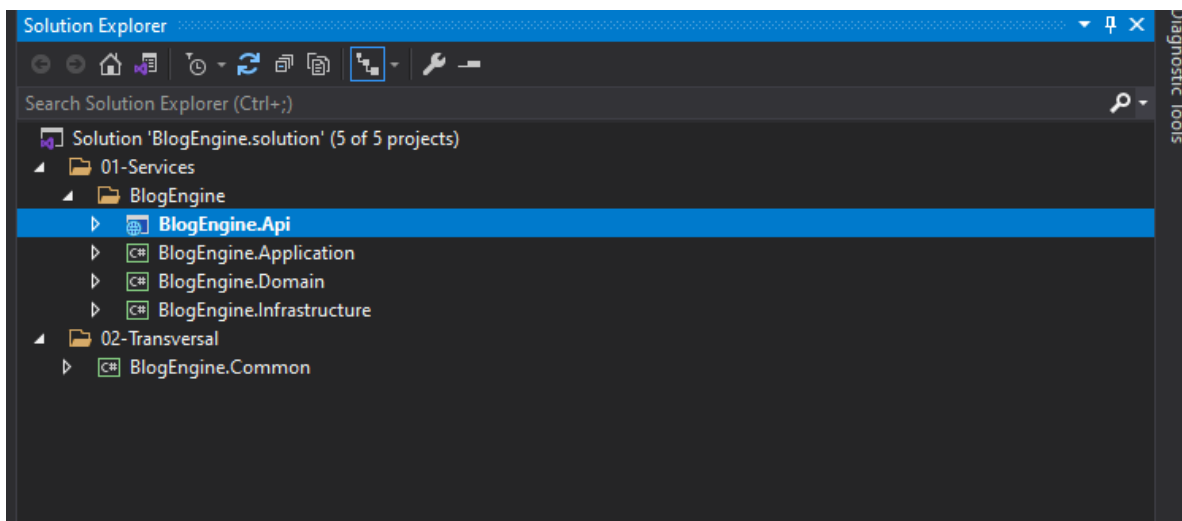 Solution Explorer
Search Solution Explorer (Ctrl+;)
Solution 'BlogEngine.solution' (5 of 5 projects)
01-Services
BlogEngine
BlogEngine.Api
C# BlogEngine.Application
C# BlogEngine.Domain
C# BlogEngine.Infrastructure
02-Transversal
C# BlogEngine.Common
Diagnostic Tools